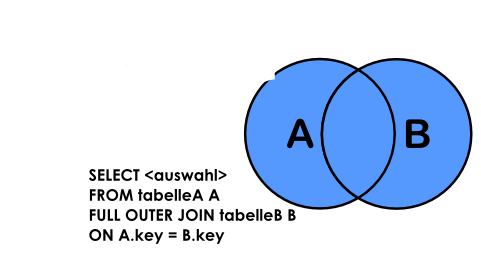 A B
SELECT <auswahl>
FROM tabelleA A
FULL OUTER JOIN tabelleB B
ON A.key = B.key